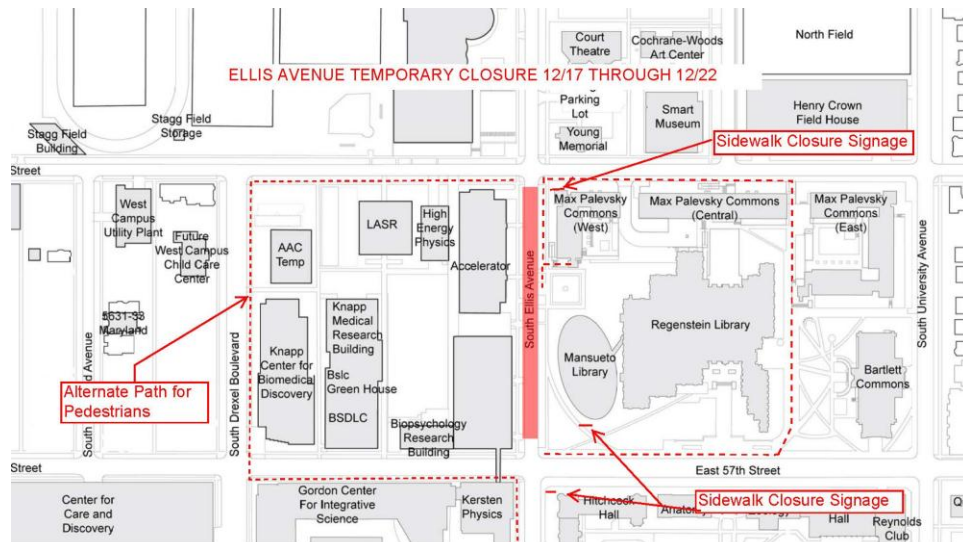 Court
Theatre
Cochrane-Woods
Art Center
North Field
ELLIS AVENUE TEMPORARY CLOSURE 12/17 THROUGH 12/22
Parking
Lot
Smart
Museum
Henry Crown
Field House
Stagg Field
Storage
Stagg Field
Building
Young
Memorial
Sidewalk Closure Signage
Street
West
Campus
Utility Plant
LASR
High
Energy
Physics
Max Palevsky
Commons
(West)
Max Palevsky Commons
(Central)
Max Palevsky
Commons
(East)
Future
West Campus
Child Care
Center
AAC
Temp
Accelerator
South Ellis Avenue
South University Avenue
5631-33
Maryland
Knapp
Medical
Research
Building
Knapp
Center for
Biomedical
Discovery
Bslc
Green House
BSDLC
Regenstein Library
Mansueto
Library
Bartlett
Commons
Alternate Path for
Pedestrians
South
d Avenue
South Drexel Boulevard
Biopsychology
Research
Building
East 57th Street
Street
Center for
Care and
Discovery
Gordon Center
For Integrative
Science
Kersten
Physics
Sidewalk Closure Signage
Hitchcock
Hall
Hall
Reynolds
Club